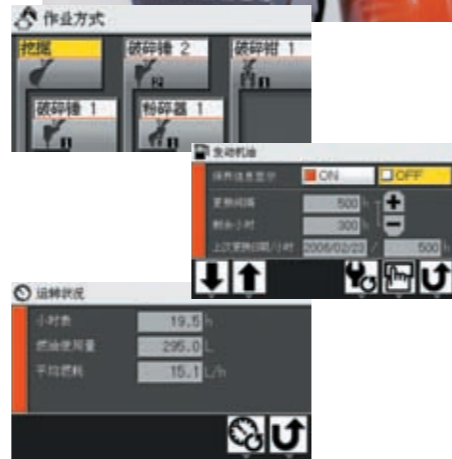 作业方式
挖掘
破碎锤 2
破碎钳 1
2
1
破碎锤 1
粉碎器 1
1
1
发动机油
保养信息显示 ON OFF
更换间隔 500 h +
剩余小时 300 h −
上次更换日期/小时 2006/02/23 / 500 h
运转状况
小时表 19.5 h
燃油使用量 295.0 L
平均燃耗 15.1 L/h